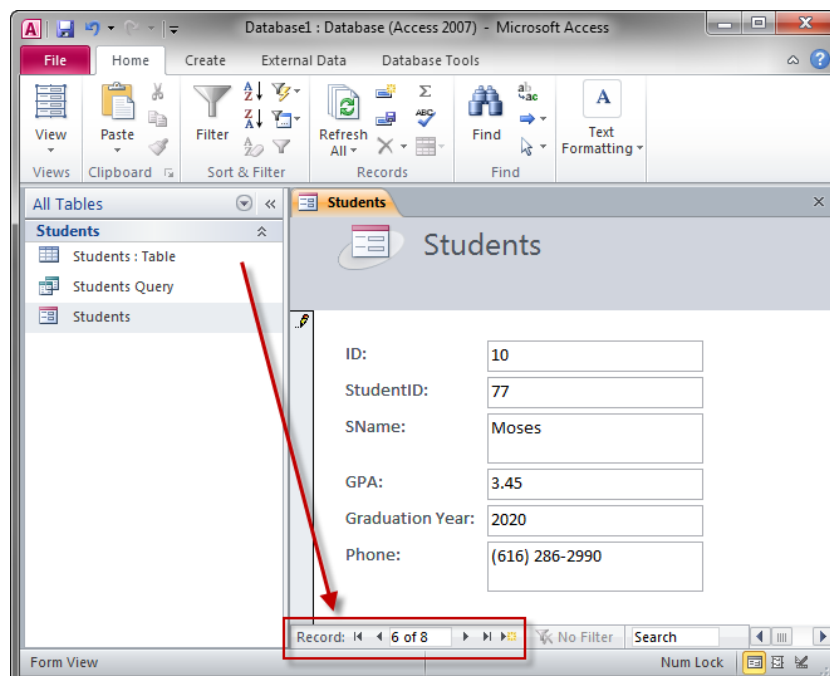 Database1 : Database (Access 2007) - Microsoft Access
File Home Create External Data Database Tools
View Paste Filter Refresh All Find Text Formatting
Views Clipboard Sort & Filter Records Find
All Tables
Students
Students : Table
Students Query
Students
Students
Students
ID: 10
StudentID: 77
SName: Moses
GPA: 3.45
Graduation Year: 2020
Phone: (616) 286-2990
Record: 6 of 8 No Filter Search
Form View Num Lock